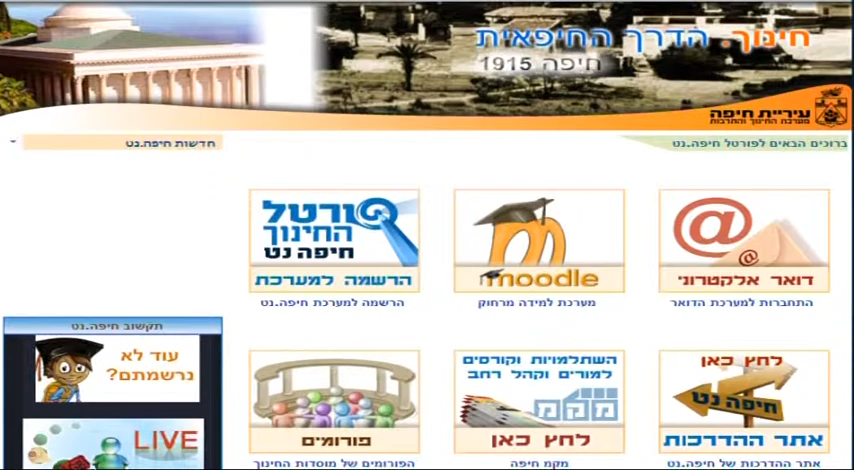 חינוך. הדרך החיפאית
חיפה 1915
עיריית חיפה
מערכת החינוך והתרבות
ברוכים הבאים לפורטל חיפה.נט
חדשות חיפה.נט
דואר אלקטרוני
התחברות למערכת הדואר
moodle
מערכת למידה מרחוק
פורטל
החינוך
חיפה נט
הרשמה למערכת
הרשמה למערכת חיפה.נט
תקשוב חיפה.נט
עוד לא
נרשמתם?
LIVE
לחץ כאן
חיפה נט
אתר ההדרכות
אתר ההדרכות של חיפה.נט
השתלמויות וקורסים
למורים וקהל רחב
מקמ
לחץ כאן
מקמ חיפה
פורומים
הפורומים של מוסדות החינוך